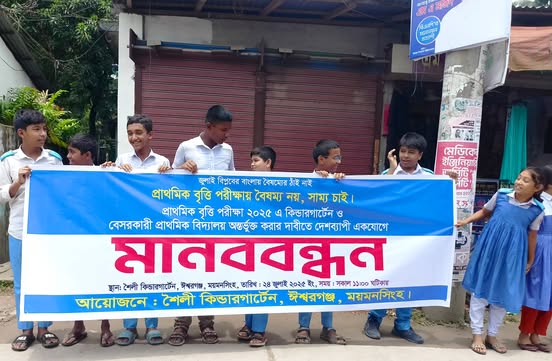 জুলাই বিপ্লবের বাংলায় বৈষম্যের ঠাঁই নাই
প্রাথমিক বৃত্তি পরীক্ষায় বৈষম্য নয়, সাম্য চাই।
প্রাথমিক বৃত্তি পরীক্ষা ২০২৫ এ কিন্ডারগার্টেন ও
বেসরকারী প্রাথমিক বিদ্যালয় অন্তর্ভূক্ত করার দাবীতে দেশব্যাপী একযোগে
মানববন্ধন
স্থান: শৈলী কিন্ডারগার্টেন, ঈশ্বরগঞ্জ, ময়মনসিংহ, তারিখ : ২৪ জুলাই ২০২৫ ইং, সময় : সকাল ১১:৩০ ঘটিকায়
আয়োজনে : শৈলী কিন্ডারগার্টেন, ঈশ্বরগঞ্জ, ময়মনসিংহ।
মেডিকেল